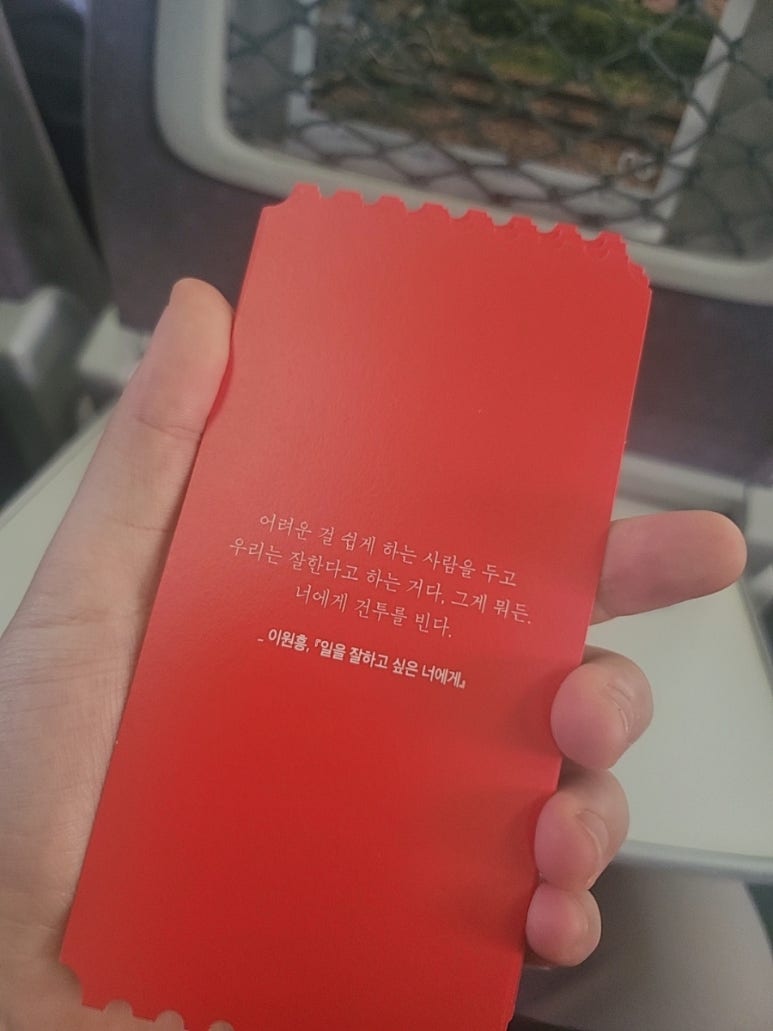 어려운 걸 쉽게 하는 사람을 두고
우리는 잘한다고 하는 거다. 그게 뭐든.
너에게 건투를 빈다.
- 이원흥, 『일을 잘하고 싶은 너에게』